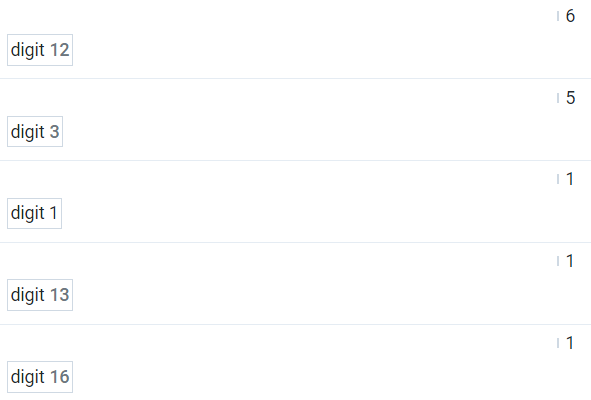 6
digit 12
5
digit 3
1
digit 1
1
digit 13
1
digit 16